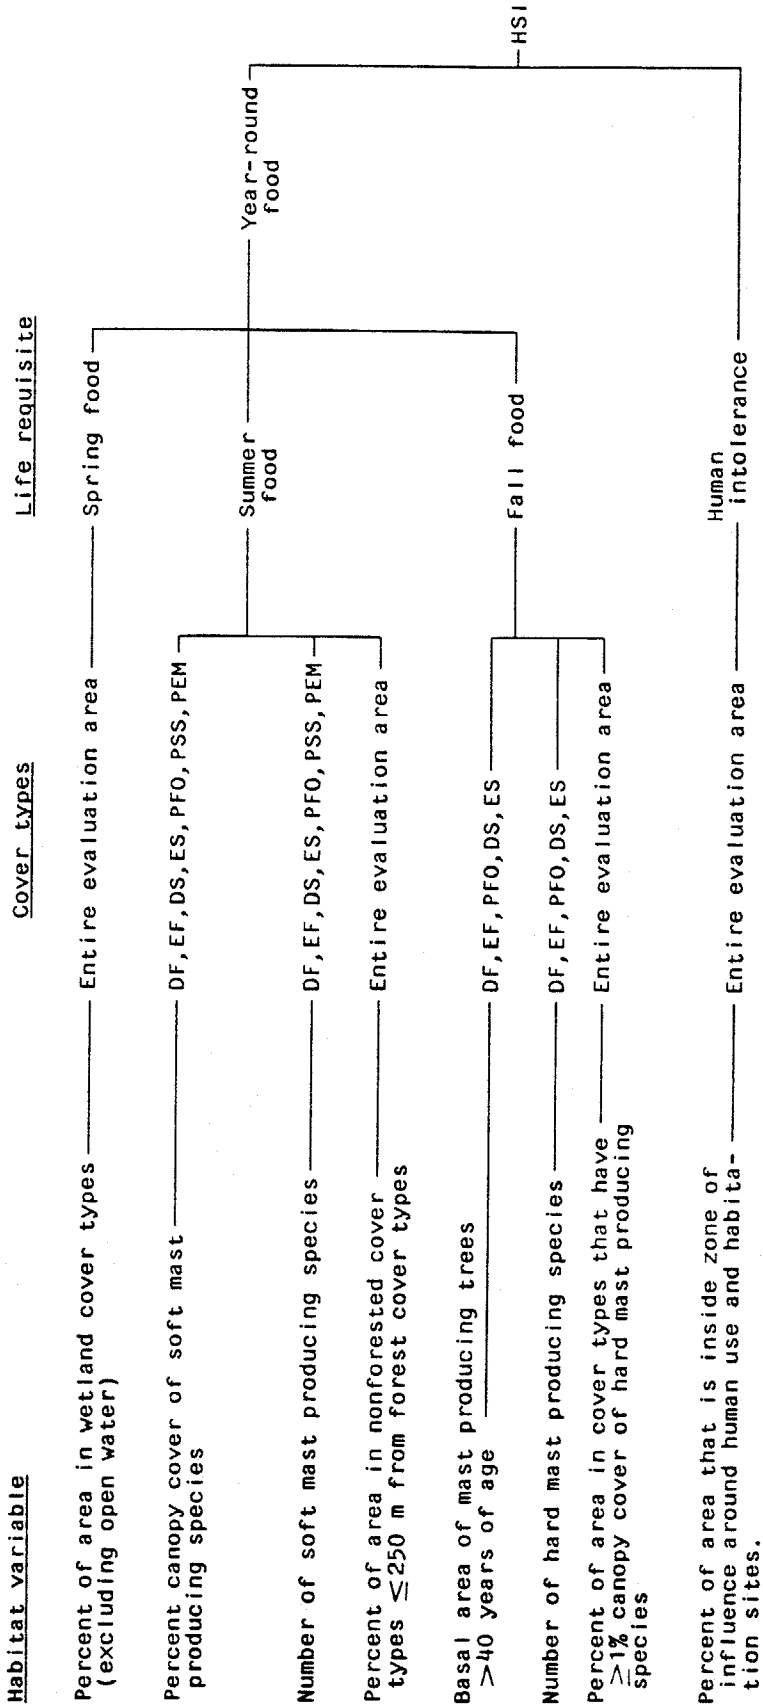 Habitat variable
Cover types
Life requisite
Percent of area in wetland cover types
(excluding open water)
Entire evaluation area
Spring food
Percent canopy cover of soft mast
producing species
DF,EF,DS,ES,PFO,PSS,PEM
Summer
food
Year-round
food
Number of soft mast producing species
DF,EF,DS,ES,PFO,PSS,PEM
Percent of area in nonforested cover
types ≤250 m from forest cover types
Entire evaluation area
HSI
Basal area of mast producing trees
>40 years of age
DF,EF,PFO,DS,ES
Number of hard mast producing species
DF,EF,PFO,DS,ES
Fall food
Percent of area in cover types that have
≥1% canopy cover of hard mast producing
species
Entire evaluation area
Percent of area that is inside zone of
influence around human use and habita-
tion sites.
Entire evaluation area
Human
intolerance